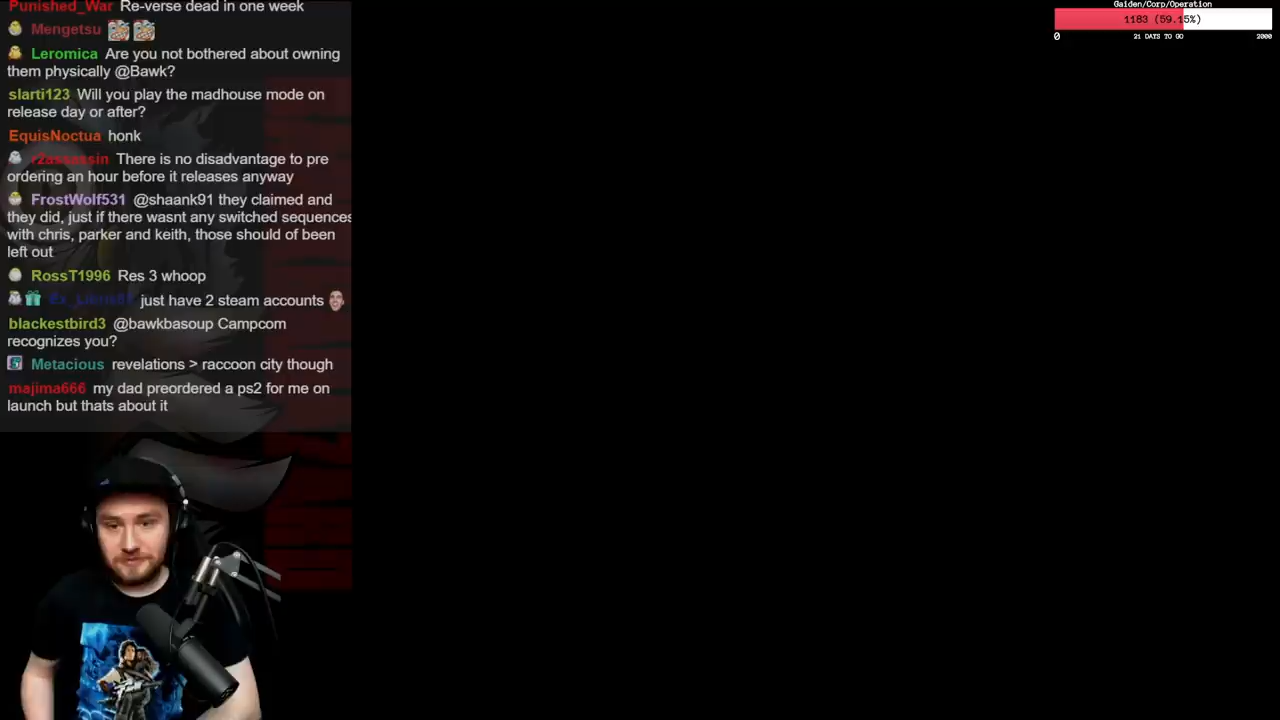 Punished_War Re-verse dead in one week
Gaiden/Corp/Operation
1183 (59.15%)
0 21 DAYS TO GO 2000
Mengetsu
Leromica Are you not bothered about owning
them physically @Bawk?
slarti123 Will you play the madhouse mode on
release day or after?
EquisNoctua honk
r2assassin There is no disadvantage to pre
ordering an hour before it releases anyway
FrostWolf531 @shaank91 they claimed and
they did, just if there wasnt any switched sequences
with chris, parker and keith, those should of been
left out
RossT1996 Res 3 whoop
just have 2 steam accounts
blackestbird3 @bawkbasoup Campcom
recognizes you?
Metacious revelations > raccoon city though
majima666 my dad preordered a ps2 for me on
launch but thats about it